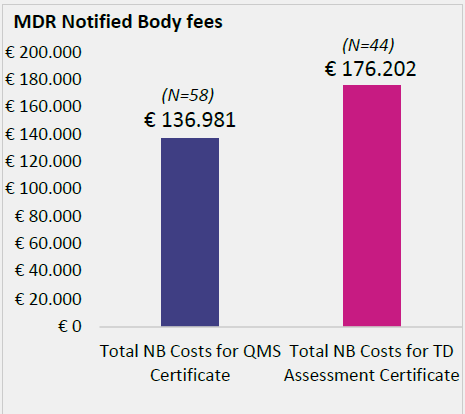 MDR Notified Body fees
€ 200.000
€ 180.000
€ 160.000
€ 140.000
€ 120.000
€ 100.000
€ 80.000
€ 60.000
€ 40.000
€ 20.000
€ 0
(N=58)
€ 136.981
(N=44)
€ 176.202
Total NB Costs for QMS
Certificate
Total NB Costs for TD
Assessment Certificate